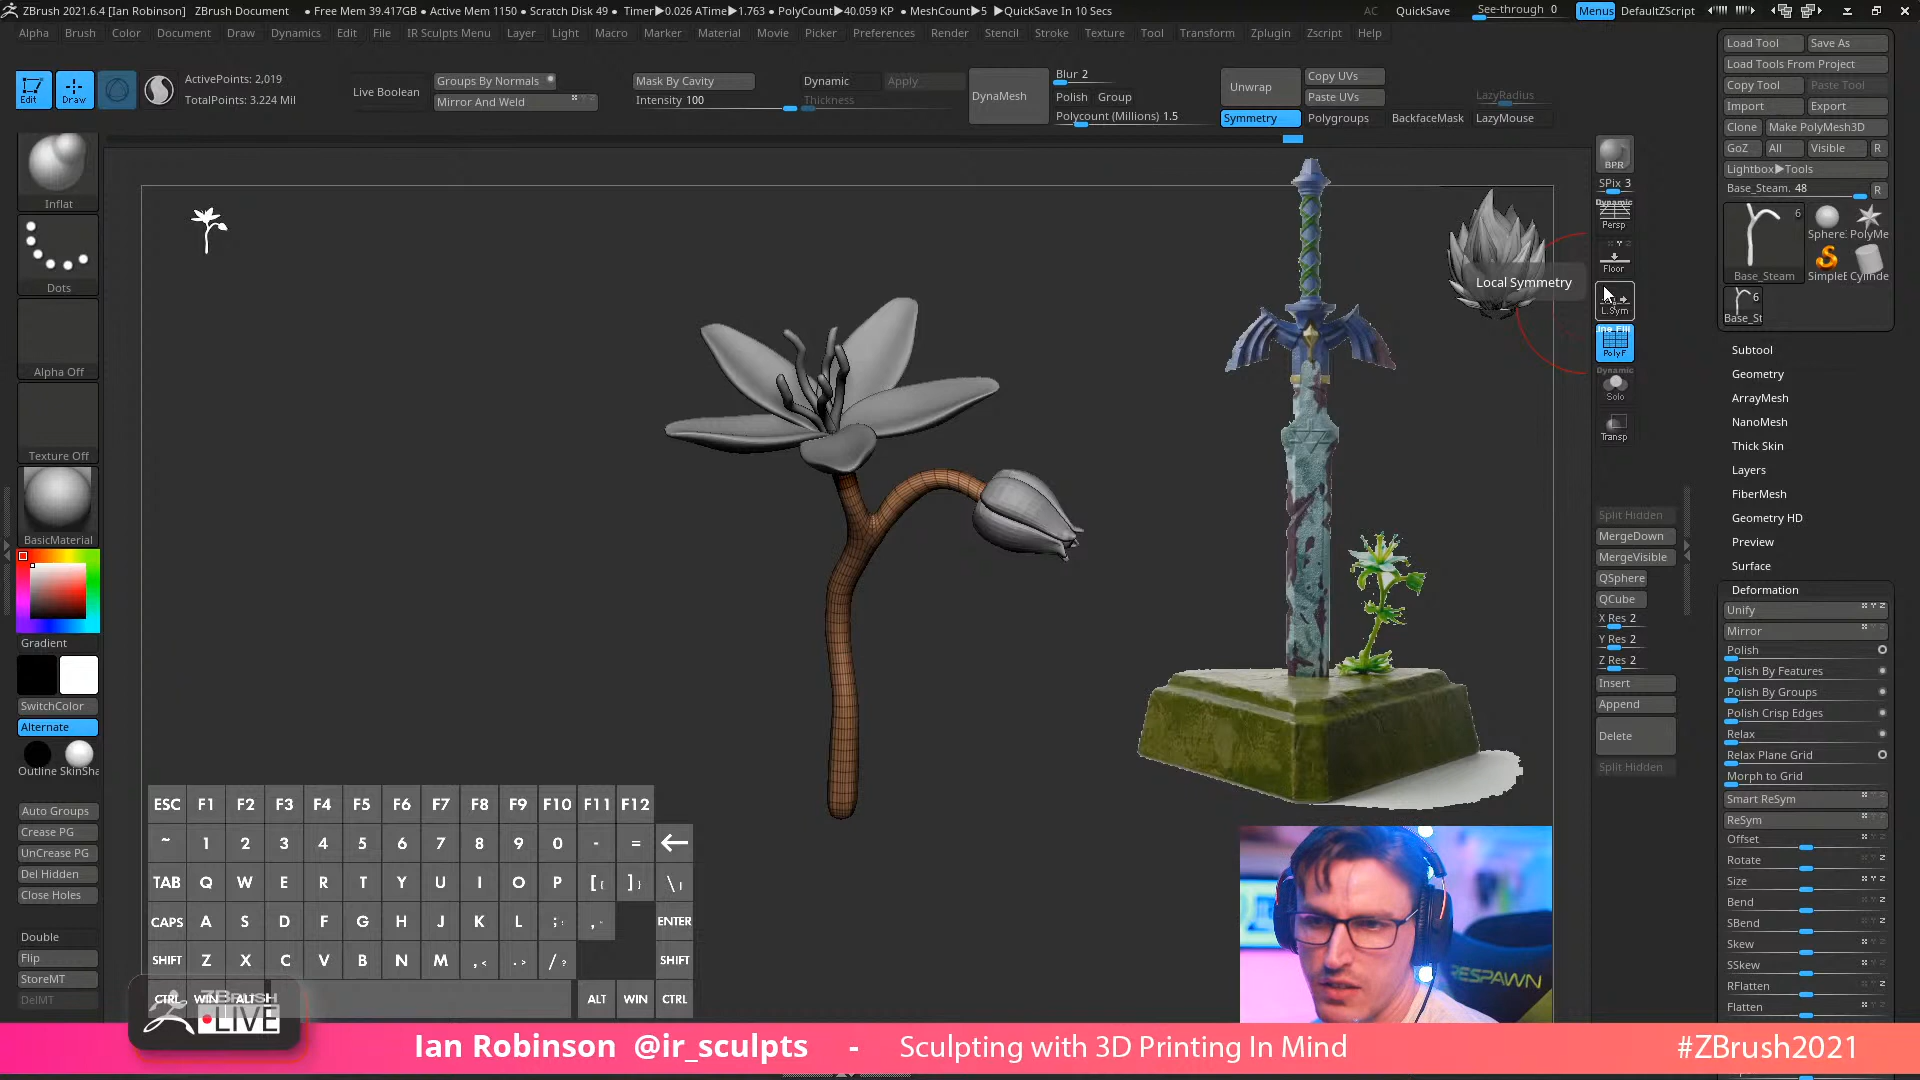 ZBrush 2021.6.4 [Ian Robinson] ZBrush Document • Free Mem 39.417GB • Active Mem 1150 • Scratch Disk 49 • Timer▶0.026 ATime▶1.763 • PolyCount▶40.059 KP • MeshCount▶5 ▶QuickSave In 10 Secs AC QuickSave See-through 0 Menus DefaultZScript
Alpha Brush Color Document Draw Dynamics Edit File IR Sculpts Menu Layer Light Macro Marker Material Movie Picker Preferences Render Stencil Stroke Texture Tool Transform Zplugin Zscript Help
Edit
Draw
ActivePoints: 2,019
TotalPoints: 3.224 Mil
Live Boolean
Groups By Normals
Mirror And Weld
Mask By Cavity
Intensity 100
Dynamic
Apply
Thickness
DynaMesh
Blur 2
Polish Group
Polycount (Millions) 1.5
Unwrap
Copy UVs
Paste UVs
Symmetry
Polygroups
BackfaceMask
LazyRadius
LazyMouse
Inflat
Dots
Alpha Off
Texture Off
BasicMaterial
Gradient
SwitchColor
Alternate
Outline SkinSha
Auto Groups
Crease PG
UnCrease PG
Del Hidden
Close Holes
Double
Flip
StoreMT
DelMT
Local Symmetry
BPR
SPix 3
Dynamic
Persp
Floor
L.Sym
Line Fill
PolyF
Dynamic
Solo
Transp
Split Hidden
MergeDown
MergeVisible
QSphere
QCube
X Res 2
Y Res 2
Z Res 2
Insert
Append
Delete
Split Hidden
Load Tool Save As
Load Tools From Project
Copy Tool Paste Tool
Import Export
Clone Make PolyMesh3D
GoZ All Visible R
Lightbox▶Tools
Base_Steam. 48 R
6
Sphere. PolyMe
Base_Steam SimpleB Cylinde
6
Base_St
Subtool
Geometry
ArrayMesh
NanoMesh
Thick Skin
Layers
FiberMesh
Geometry HD
Preview
Surface
Deformation
Unify
Mirror
Polish
Polish By Features
Polish By Groups
Polish Crisp Edges
Relax
Relax Plane Grid
Morph to Grid
Smart ReSym
ReSym
Offset
Rotate
Size
Bend
SBend
Skew
SSkew
RFlatten
Flatten
ESC F1 F2 F3 F4 F5 F6 F7 F8 F9 F10 F11 F12
~ 1 2 3 4 5 6 7 8 9 0 - =
TAB Q W E R T Y U I O P [{ ]} \|
CAPS A S D F G H J K L ;: ENTER
SHIFT Z X C V B N M ,< .> /? SHIFT
CTRL WIN ALT ALT WIN CTRL
ZBRUSH
LIVE
RESPAWN
Ian Robinson @ir_sculpts - Sculpting with 3D Printing In Mind #ZBrush2021